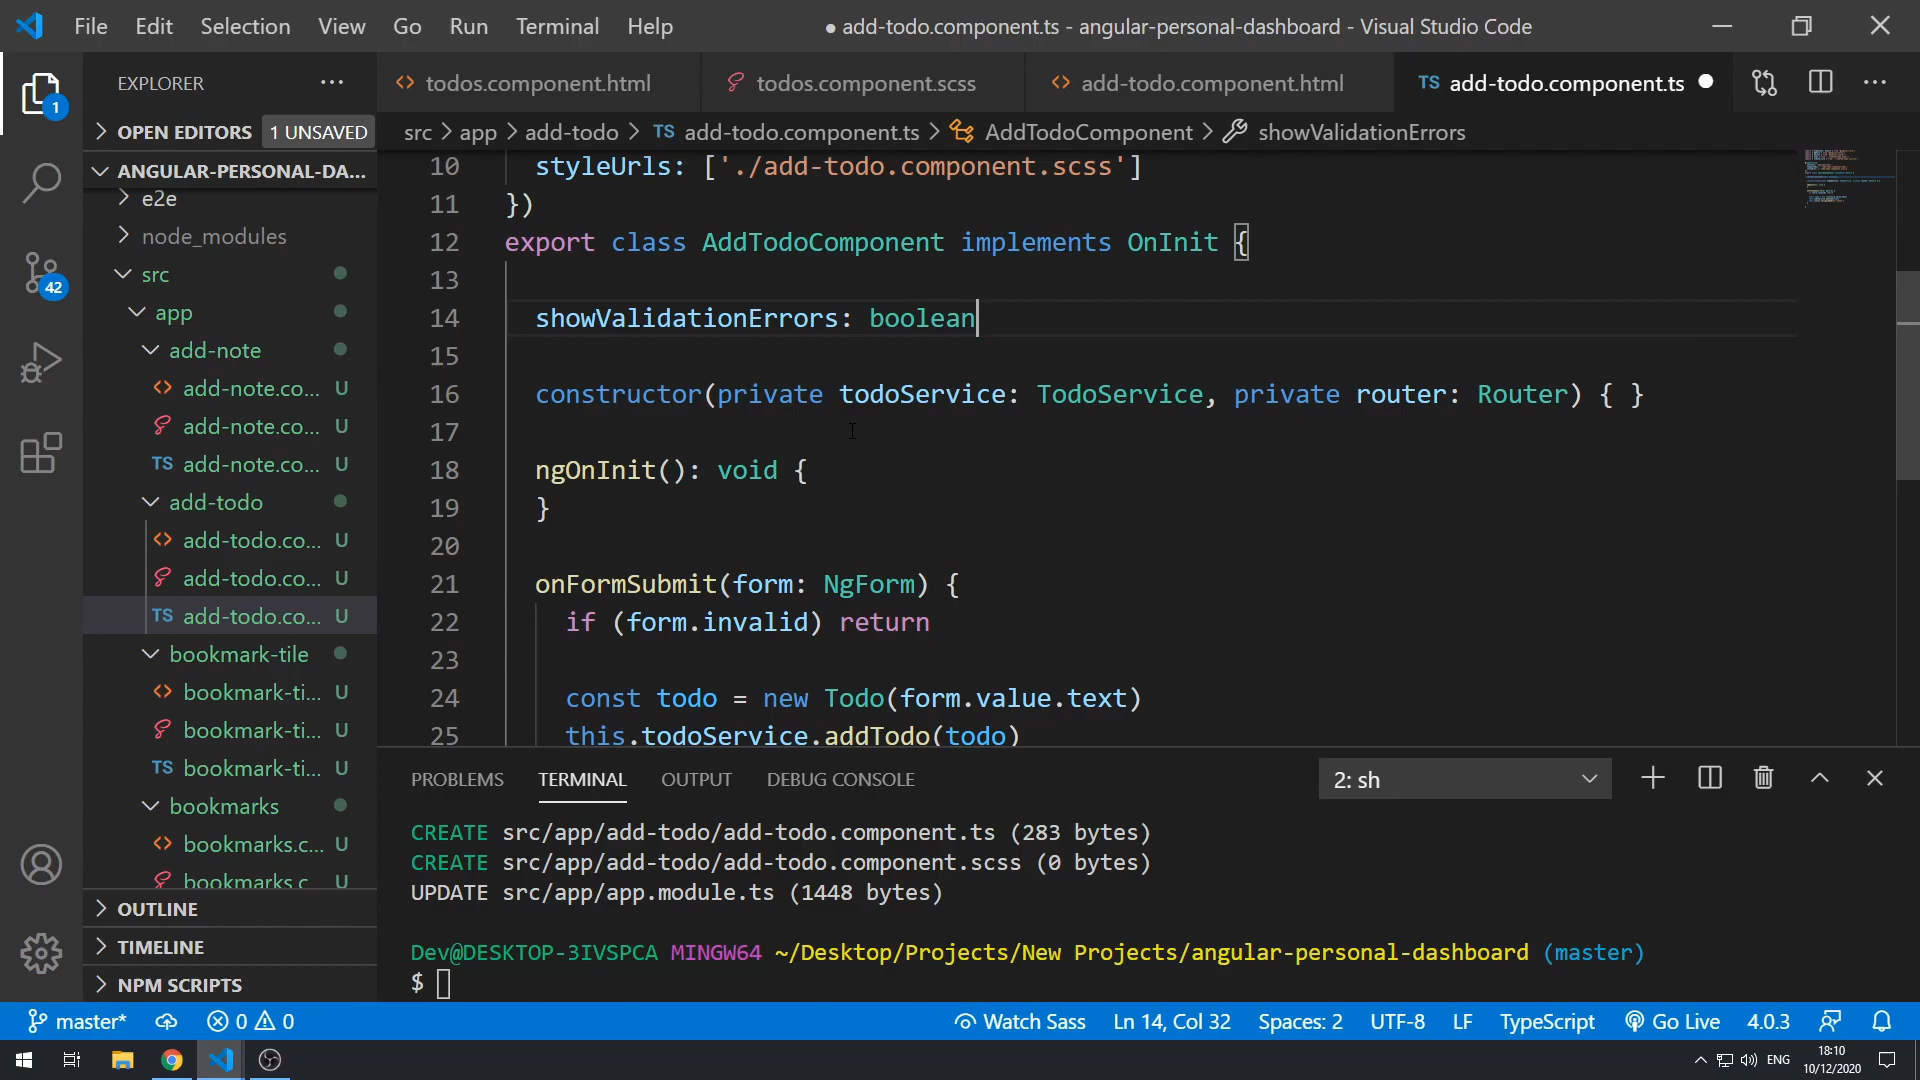 File Edit Selection View Go Run Terminal Help
● add-todo.component.ts - angular-personal-dashboard - Visual Studio Code
EXPLORER ···
OPEN EDITORS 1 UNSAVED
ANGULAR-PERSONAL-DA...
e2e
node_modules
src
app
add-note
add-note.co... U
add-note.co... U
TS add-note.co... U
add-todo
add-todo.co... U
add-todo.co... U
TS add-todo.co... U
bookmark-tile
bookmark-ti... U
bookmark-ti... U
TS bookmark-ti... U
bookmarks
bookmarks.c... U
bookmarks.c U
OUTLINE
TIMELINE
NPM SCRIPTS
1
42
todos.component.html todos.component.scss add-todo.component.html TS add-todo.component.ts
src > app > add-todo > TS add-todo.component.ts > AddTodoComponent > showValidationErrors
10 styleUrls: ['./add-todo.component.scss']
11 })
12 export class AddTodoComponent implements OnInit {
13
14 showValidationErrors: boolean
15
16 constructor(private todoService: TodoService, private router: Router) { }
17
18 ngOnInit(): void {
19 }
20
21 onFormSubmit(form: NgForm) {
22 if (form.invalid) return
23
24 const todo = new Todo(form.value.text)
25 this.todoService.addTodo(todo)
PROBLEMS TERMINAL OUTPUT DEBUG CONSOLE 2: sh
CREATE src/app/add-todo/add-todo.component.ts (283 bytes)
CREATE src/app/add-todo/add-todo.component.scss (0 bytes)
UPDATE src/app/app.module.ts (1448 bytes)
Dev@DESKTOP-3IVSPCA MINGW64 ~/Desktop/Projects/New Projects/angular-personal-dashboard (master)
$
master* 0 0 Watch Sass Ln 14, Col 32 Spaces: 2 UTF-8 LF TypeScript Go Live 4.0.3
ENG
18:10
10/12/2020